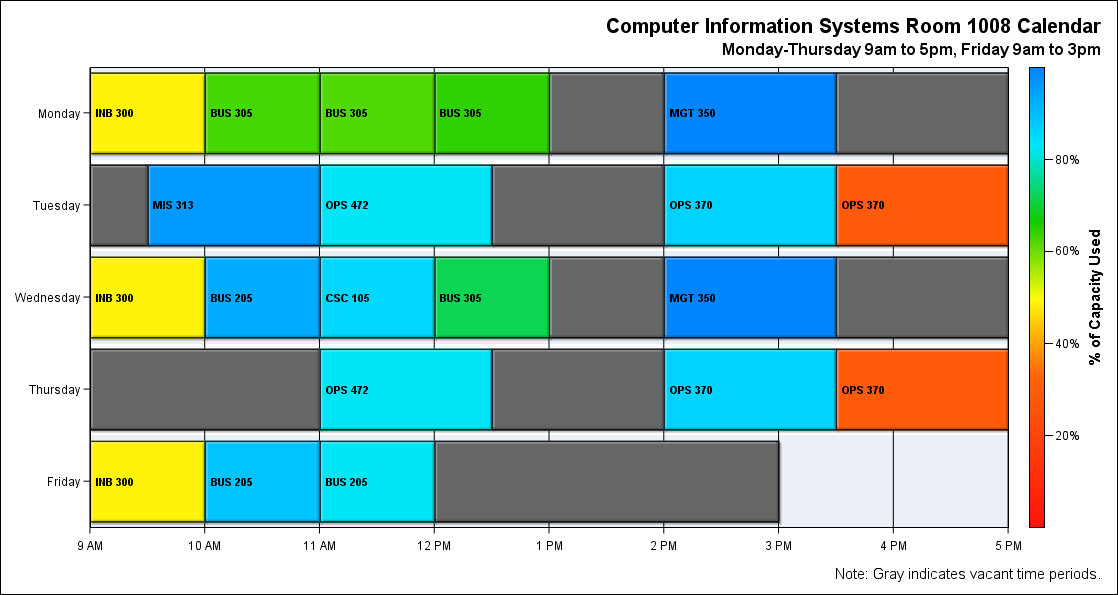 Computer Information Systems Room 1008 Calendar
Monday-Thursday 9am to 5pm, Friday 9am to 3pm
Monday INB 300 BUS 305 BUS 305 BUS 305 MGT 350
80%
Tuesday MIS 313 OPS 472 OPS 370 OPS 370
60%
Wednesday INB 300 BUS 205 CSC 105 BUS 305 MGT 350
% of Capacity Used
40%
Thursday OPS 472 OPS 370 OPS 370
20%
Friday INB 300 BUS 205 BUS 205
9 AM 10 AM 11 AM 12 PM 1 PM 2 PM 3 PM 4 PM 5 PM
Note: Gray indicates vacant time periods.